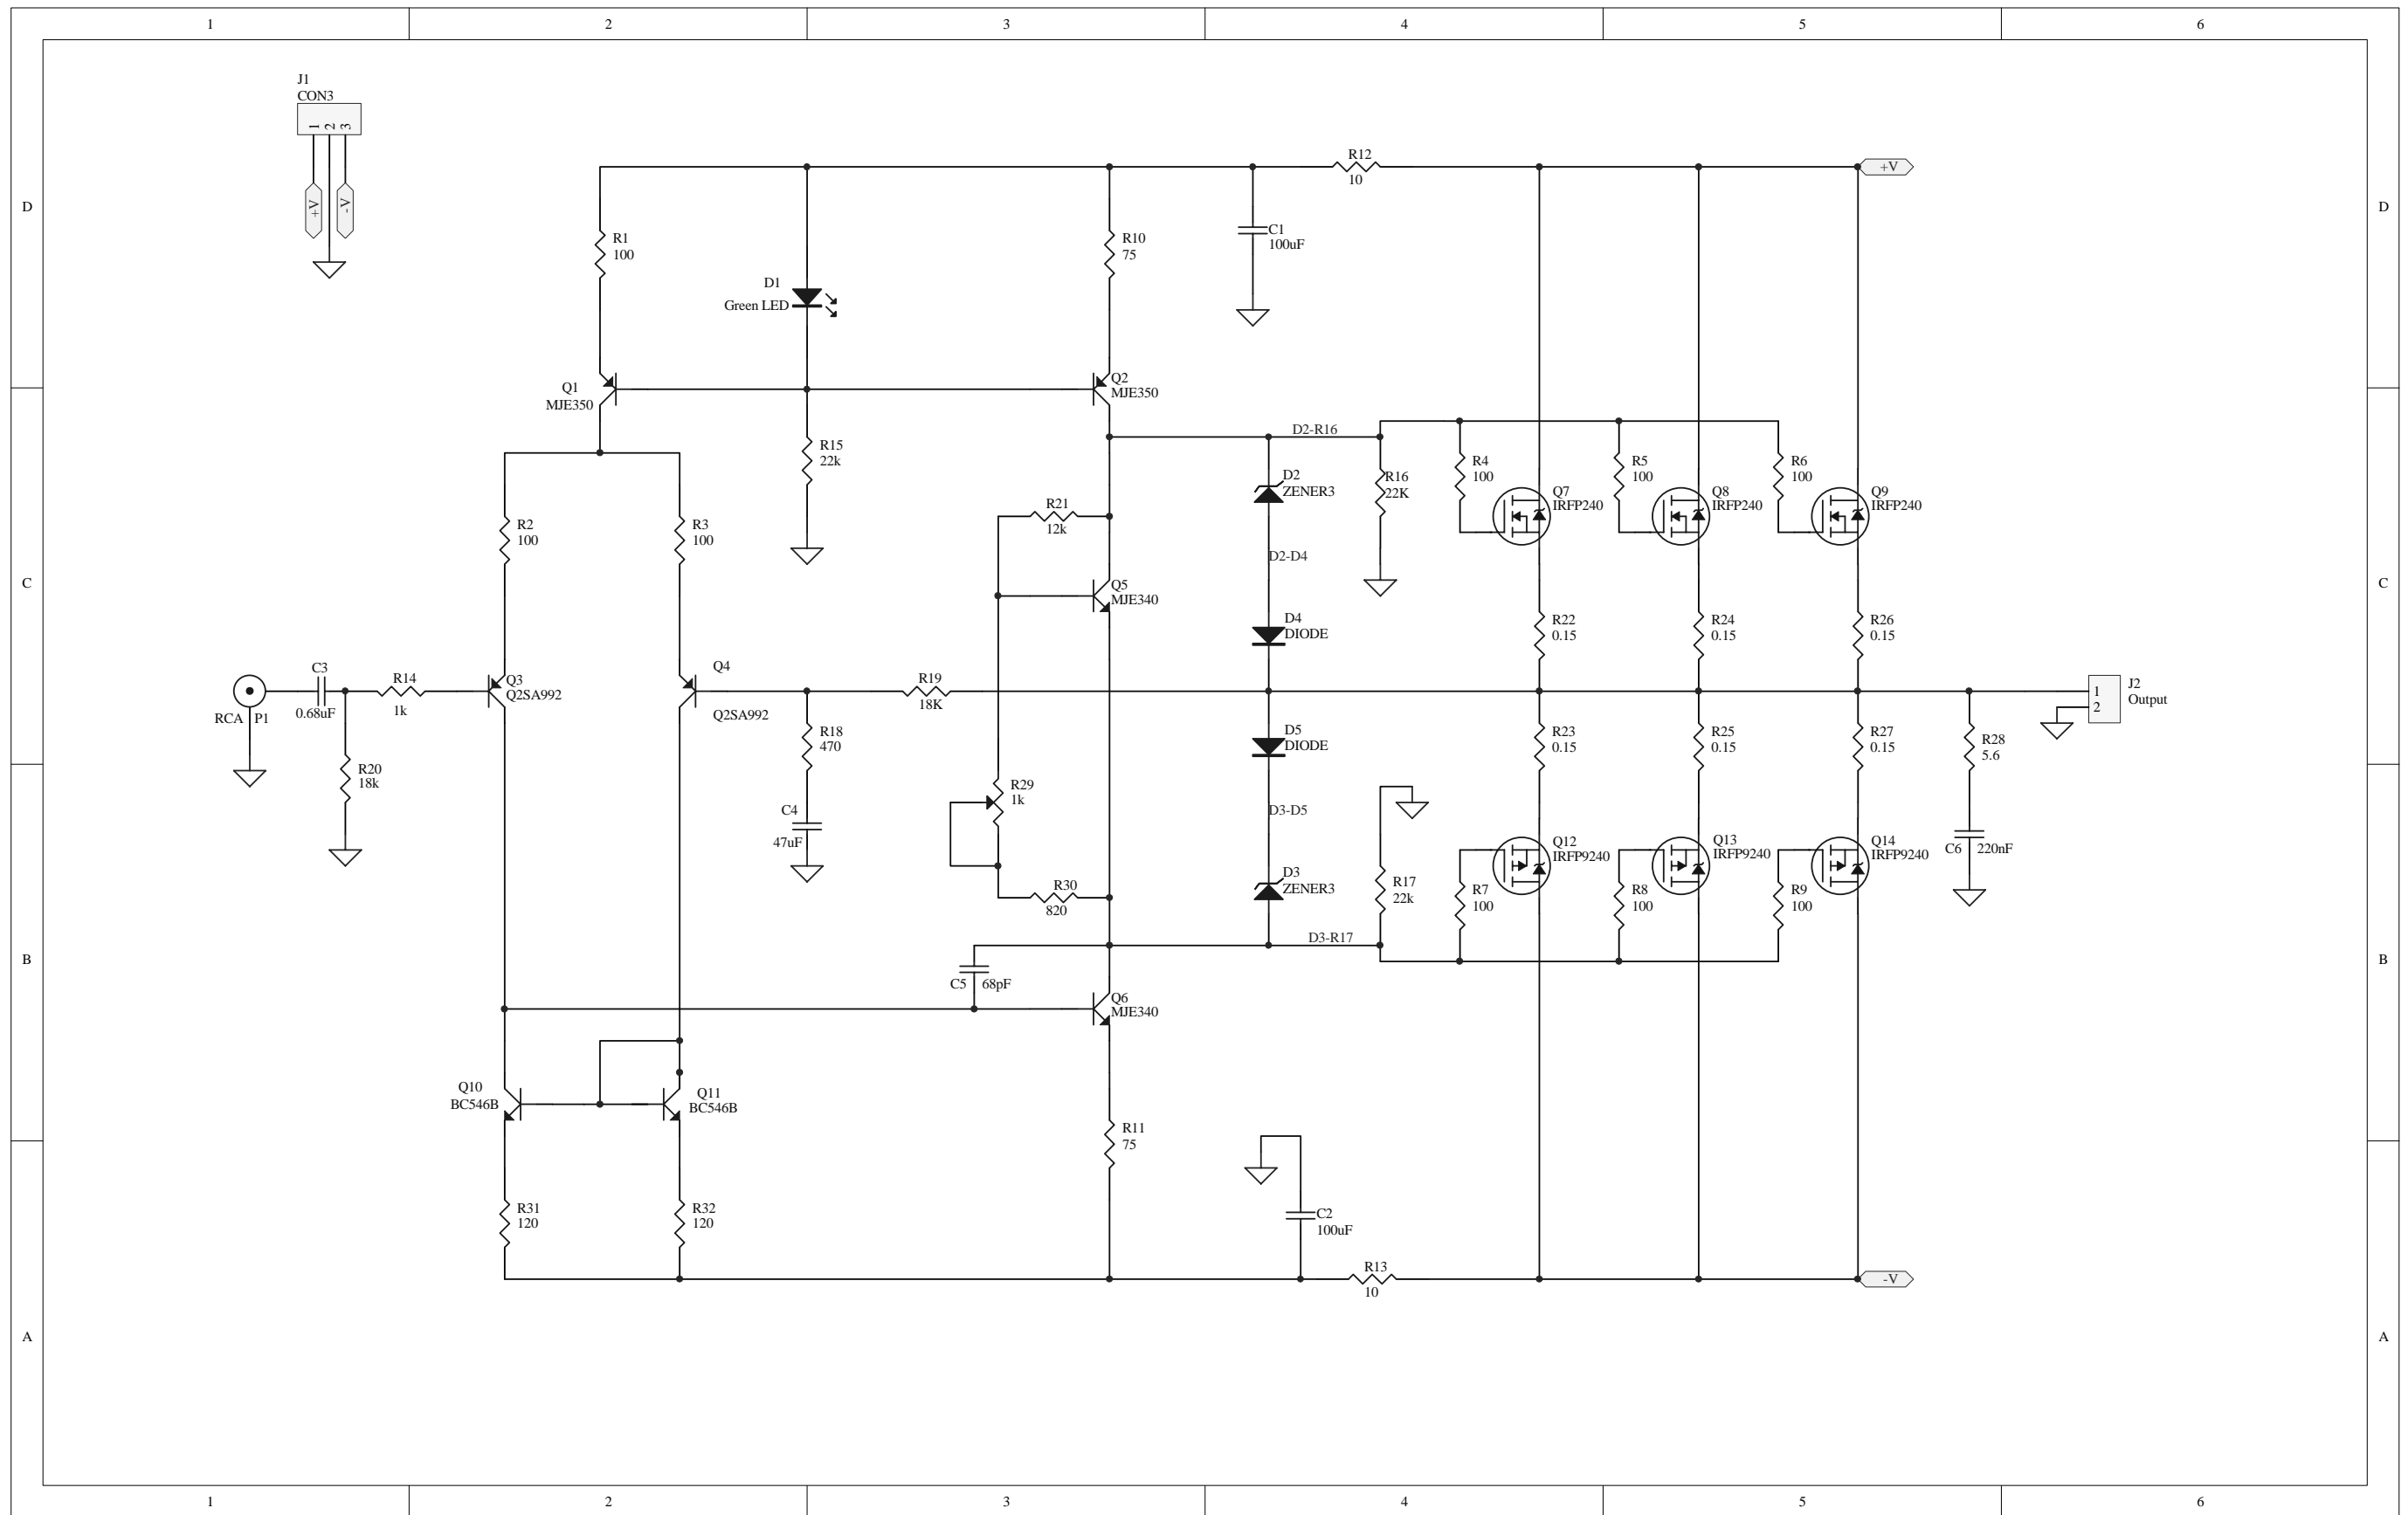 1 2 3 4 5 6
J1
CON3
1 2 3
+V -V
D D
R12
10
+V
R1
100
R10
75
C1
100uF
D1
Green LED
Q1
MJE350
Q2
MJE350
R15
22k
D2-R16
R2
100
R3
100
R21
12k
D2
ZENER3
R16
22K
R4
100
R5
100
R6
100
Q7
IRFP240
Q8
IRFP240
Q9
IRFP240
D2-D4
C C
Q5
MJE340
D4
DIODE
R22
0.15
R24
0.15
R26
0.15
RCA P1
C3
0.68uF
R14
1k
Q3
Q2SA992
Q4
Q2SA992
R19
18K
1
2
J2
Output
R20
18k
R18
470
D5
DIODE
R23
0.15
R25
0.15
R27
0.15
R28
5.6
C4
47uF
R29
1k
D3-D5
Q12
IRFP9240
Q13
IRFP9240
Q14
IRFP9240
C6 220nF
R30
820
D3
ZENER3
R17
22k
R7
100
R8
100
R9
100
D3-R17
B B
C5 68pF
Q6
MJE340
Q10
BC546B
Q11
BC546B
R11
75
R31
120
R32
120
C2
100uF
R13
10
-V
A A
1 2 3 4 5 6